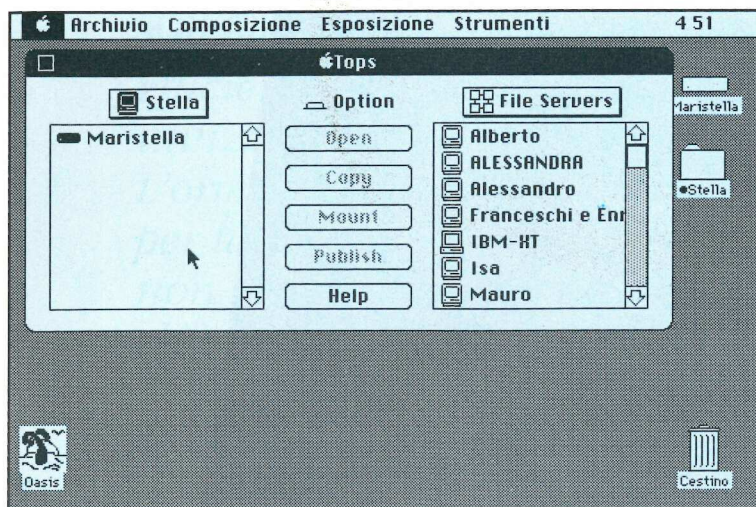 Archivio Composizione Esposizione Strumenti 4 51
Tops
Stella
Option
File Servers
Maristella
Open
Copy
Mount
Publish
Help
Alberto
ALESSANDRA
Alessandro
Franceschi e Enr
IBM-XT
Isa
Mauro
Maristella
●Stella
Oasis
Cestino